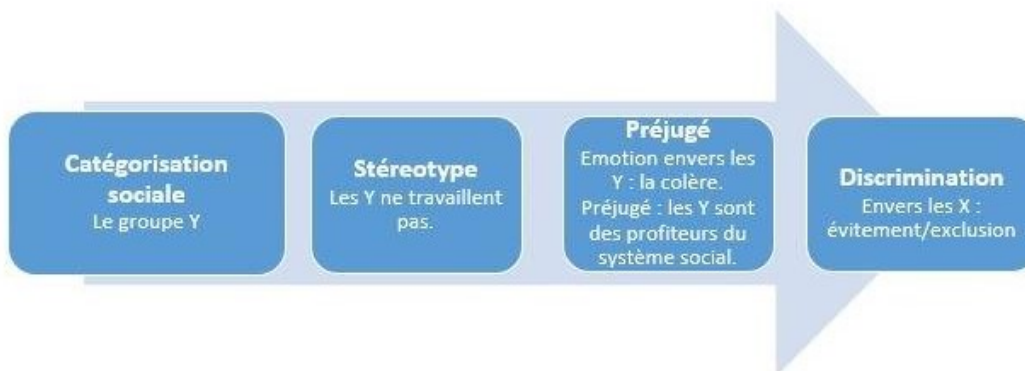 Catégorisation
sociale
Le groupe Y
Stéréotype
Les Y ne travaillent
pas.
Préjugé
Emotion envers les
Y : la colère.
Préjugé : les Y sont
des profiteurs du
système social.
Discrimination
Envers les X :
évitement/exclusion